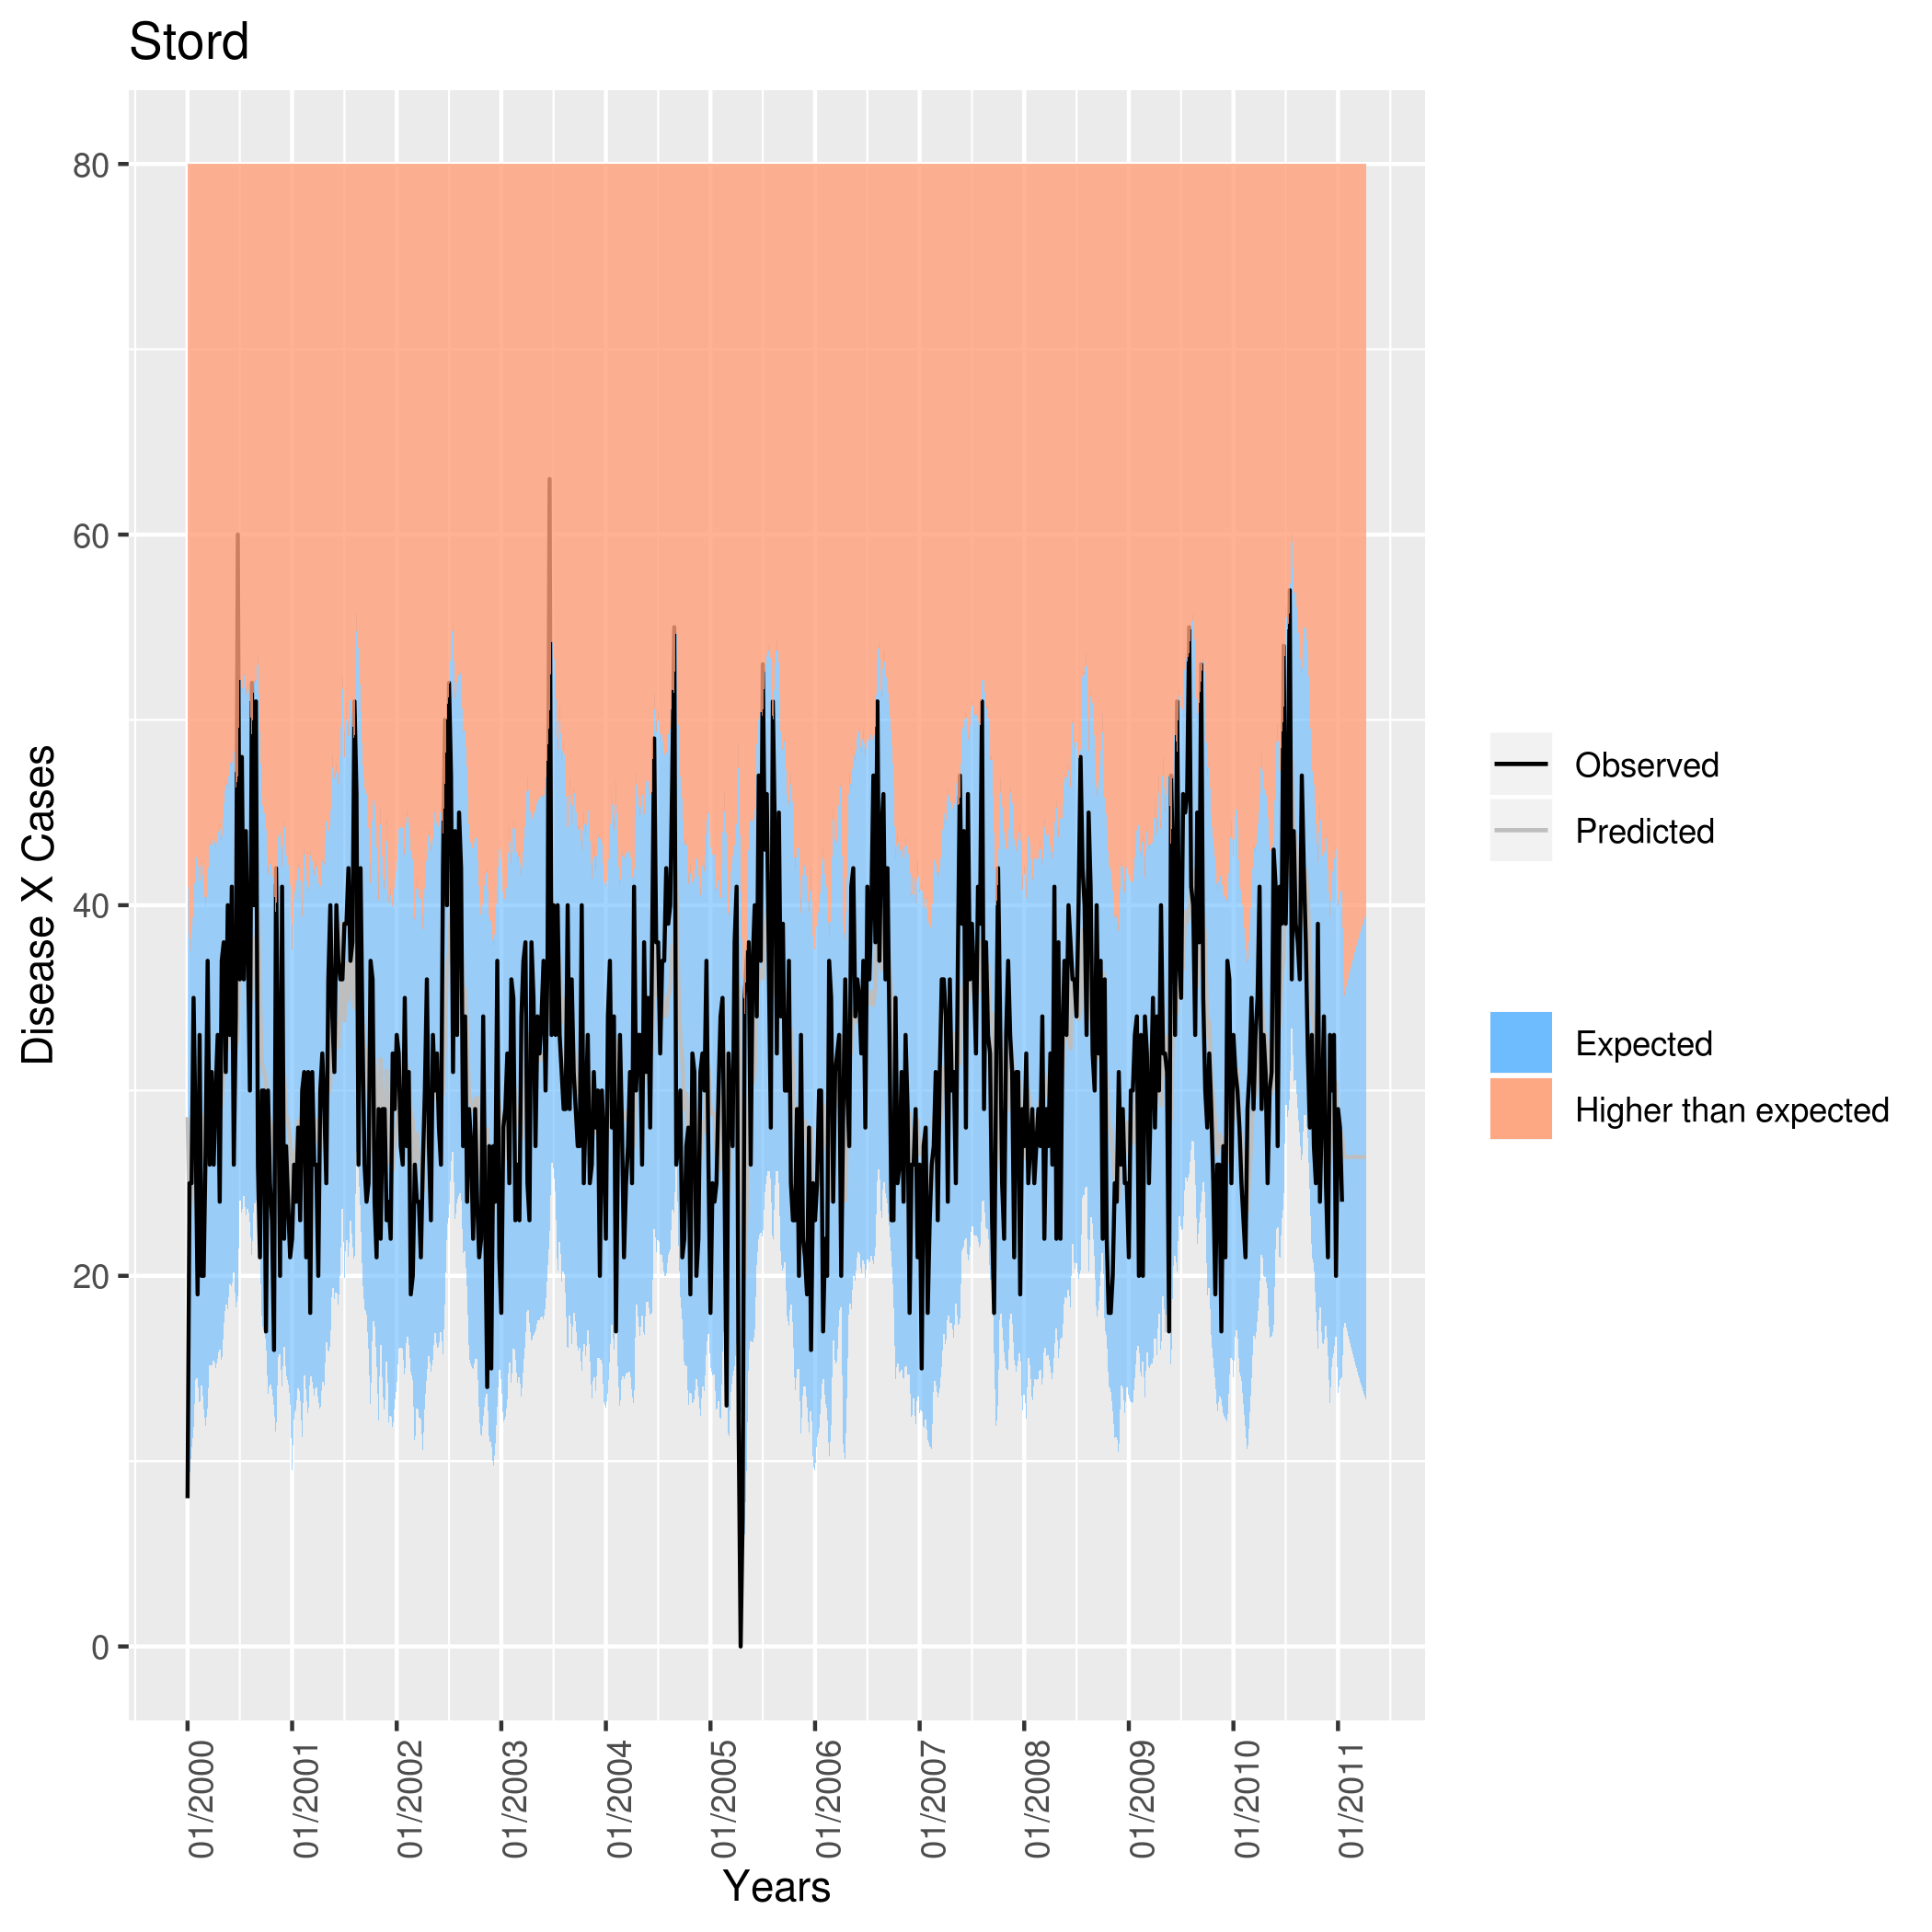 Stord
Disease X Cases
80
60
40
20
0
01/2000
01/2001
01/2002
01/2003
01/2004
01/2005
01/2006
01/2007
01/2008
01/2009
01/2010
01/2011
Years
Observed
Predicted
Expected
Higher than expected